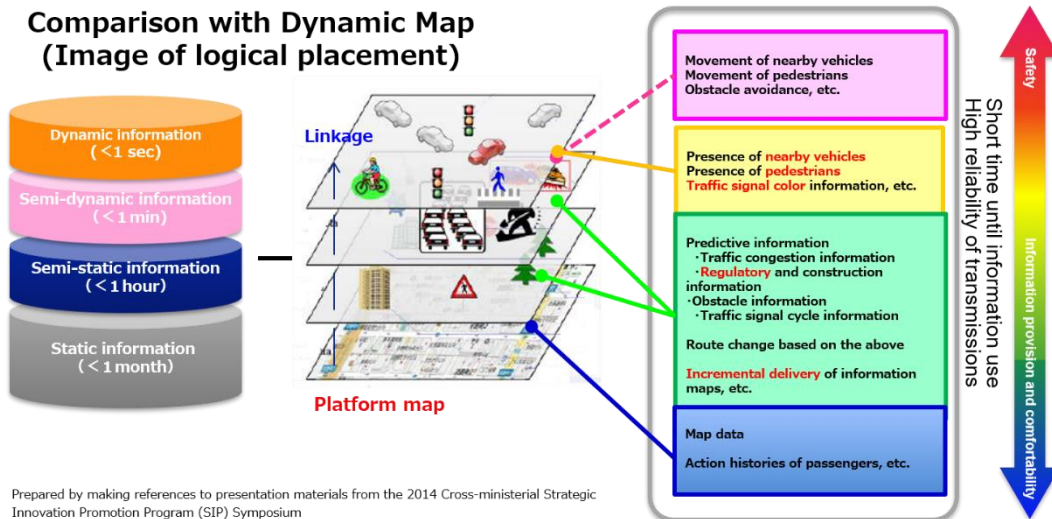 Comparison with Dynamic Map
(Image of logical placement)
Dynamic information
(<1 sec)
Semi-dynamic information
(<1 min)
Semi-static information
(<1 hour)
Static information
(<1 month)
Linkage
Platform map
Movement of nearby vehicles
Movement of pedestrians
Obstacle avoidance, etc.
Presence of nearby vehicles
Presence of pedestrians
Traffic signal color information, etc.
Predictive information
・Traffic congestion information
・Regulatory and construction
information
・Obstacle information
・Traffic signal cycle information
Route change based on the above
Incremental delivery of information
maps, etc.
Map data
Action histories of passengers, etc.
Short time until information use
High reliability of transmissions
Safety
Information provision and comfortability
Prepared by making references to presentation materials from the 2014 Cross-ministerial Strategic
Innovation Promotion Program (SIP) Symposium